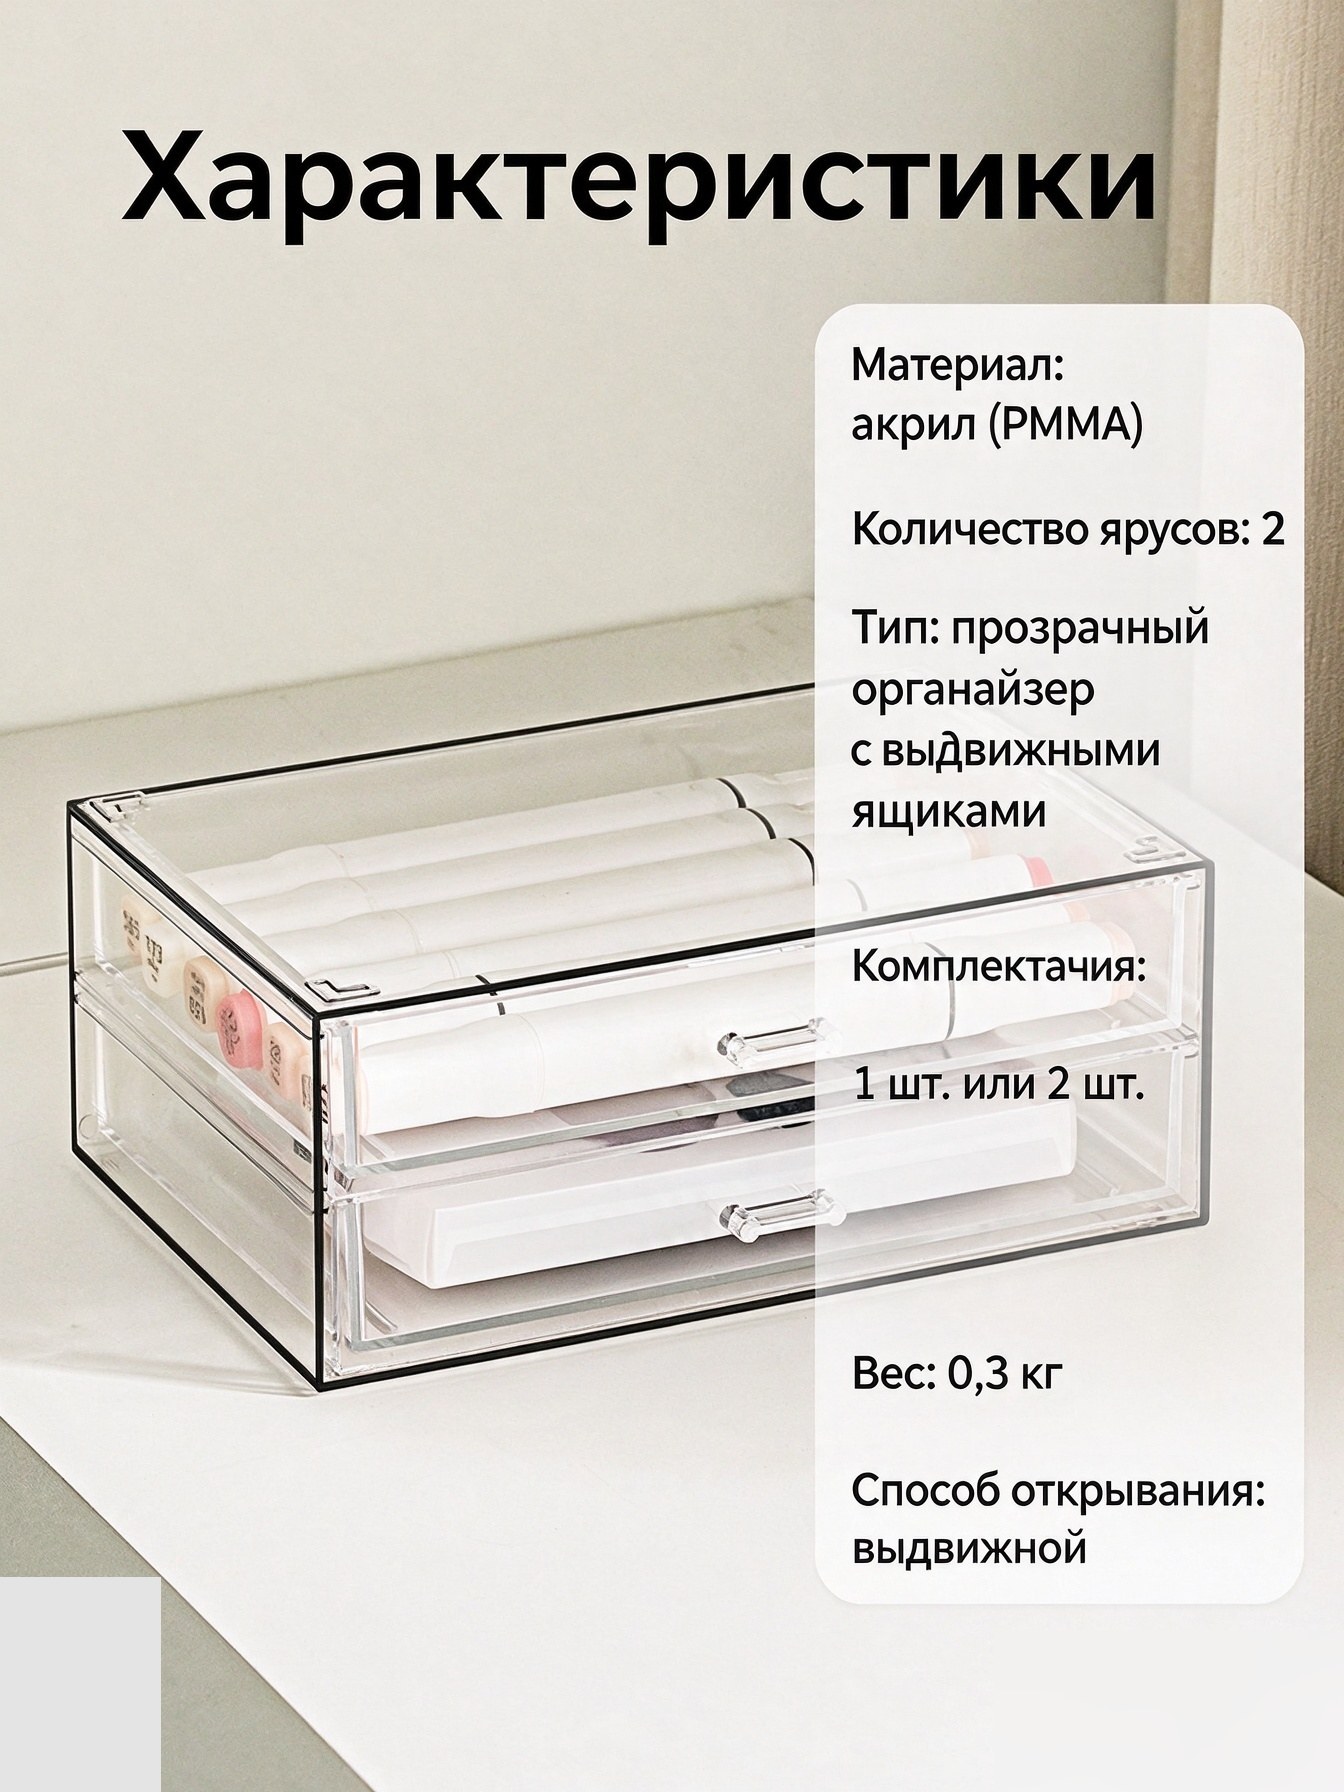 Характеристики
Материал:
акрил (PMMA)
Количество ярусов: 2
Тип: прозрачный
органайзер
с выдвижными
ящиками
Комплектачия:
1 шт. или 2 шт.
Вес: 0,3 кг
Способ открывания:
выдвижной